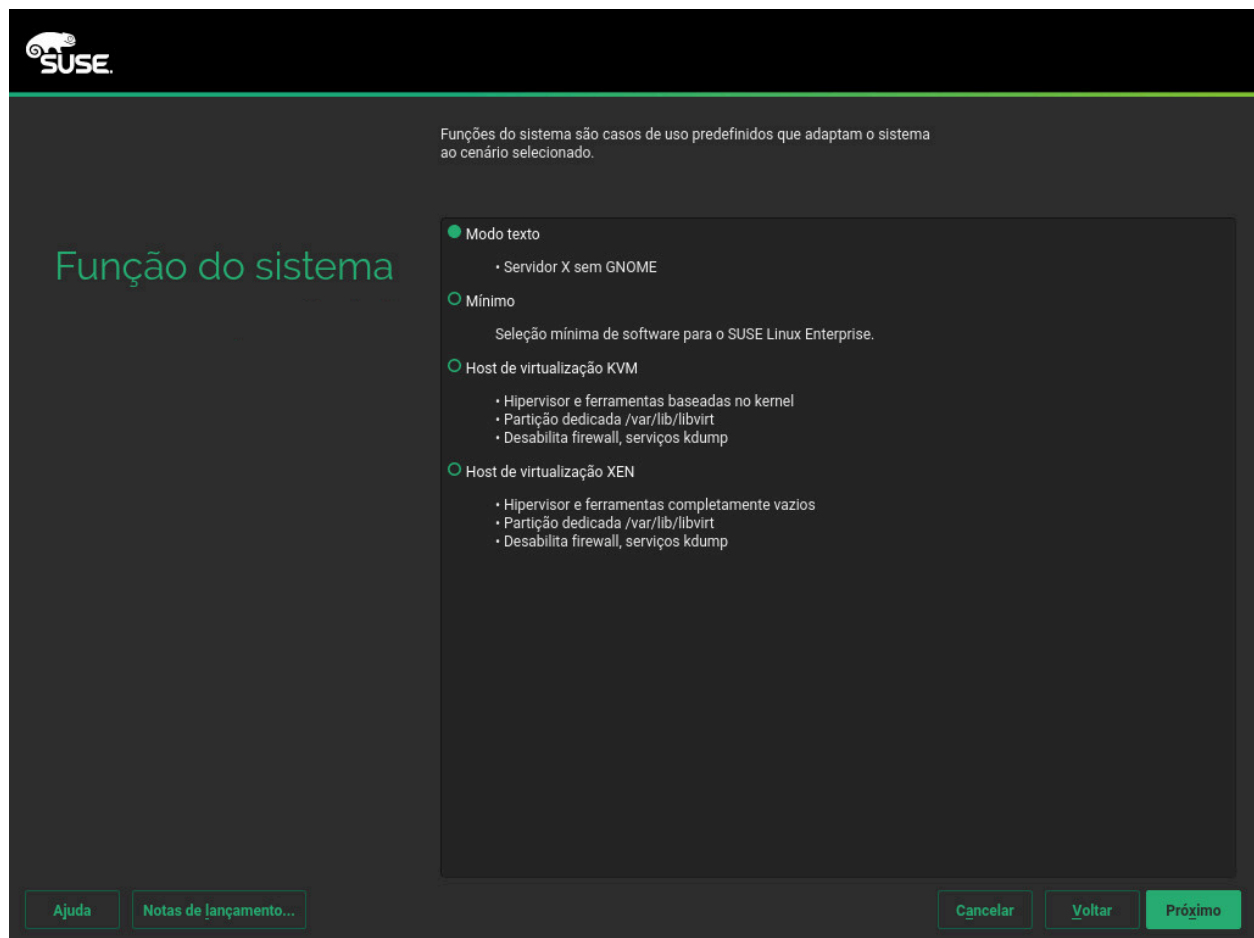 SUSE.
Funções do sistema são casos de uso predefinidos que adaptam o sistema
ao cenário selecionado.
Função do sistema
Modo texto
• Servidor X sem GNOME
Mínimo
Seleção mínima de software para o SUSE Linux Enterprise.
Host de virtualização KVM
• Hipervisor e ferramentas baseadas no kernel
• Partição dedicada /var/lib/libvirt
• Desabilita firewall, serviços kdump
Host de virtualização XEN
• Hipervisor e ferramentas completamente vazios
• Partição dedicada /var/lib/libvirt
• Desabilita firewall, serviços kdump
Ajuda
Notas de lançamento...
Cancelar
Voltar
Próximo